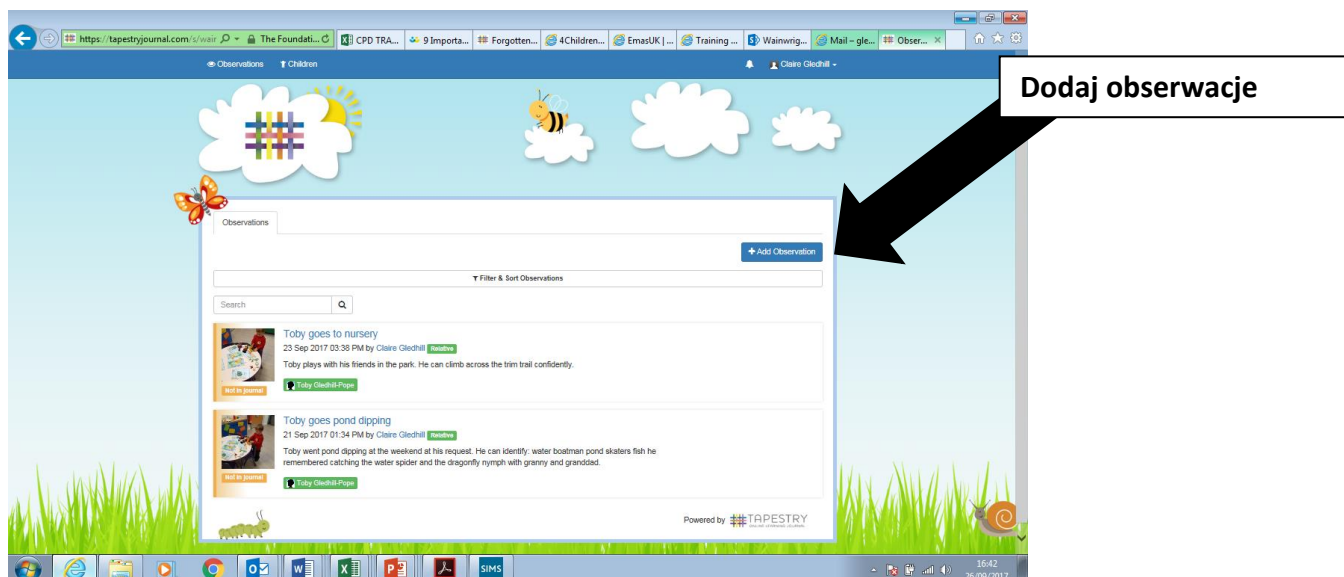 https://tapestryjournal.com/s/wair
The Foundati...
CPD TRA...
9 Importa...
Forgotten...
4Children...
EmasUK | ...
Training ...
Wainwrig...
Mail – gle...
Obser...
Observations
Children
Claire Gledhill
Dodaj obserwacje
Observations
+ Add Observation
Filter & Sort Observations
Search
Toby goes to nursery
23 Sep 2017 03:38 PM by Claire Gledhill Relative
Toby plays with his friends in the park. He can climb across the trim trail confidently.
Not in journal
Toby Gledhill-Pope
Toby goes pond dipping
21 Sep 2017 01:34 PM by Claire Gledhill Relative
Toby went pond dipping at the weekend at his request. He can identify: water boatman pond skaters fish he
remembered catching the water spider and the dragonfly nymph with granny and granddad.
Not in journal
Toby Gledhill-Pope
Powered by TAPESTRY
SIMS
16:42
26/09/2017